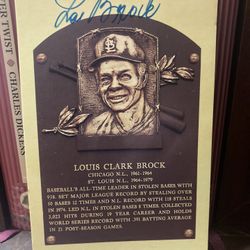 Lou Brock
TWIST
CHARLES DICKENS
LOUIS CLARK BROCK
CHICAGO N.L., 1961-1964
ST. LOUIS N.L., 1964-1979
BASEBALL'S ALL-TIME LEADER IN STOLEN BASES WITH
938. SET MAJOR LEAGUE RECORD BY STEALING OVER
50 BASES 12 TIMES AND N.L. RECORD WITH 118 STEALS
IN 1974. LED N.L. IN STOLEN BASES 8 TIMES. COLLECTED
3,023 HITS DURING 19 YEAR CAREER AND HOLDS
WORLD SERIES RECORD WITH .391 BATTING AVERAGE
IN 21 POST-SEASON GAMES.